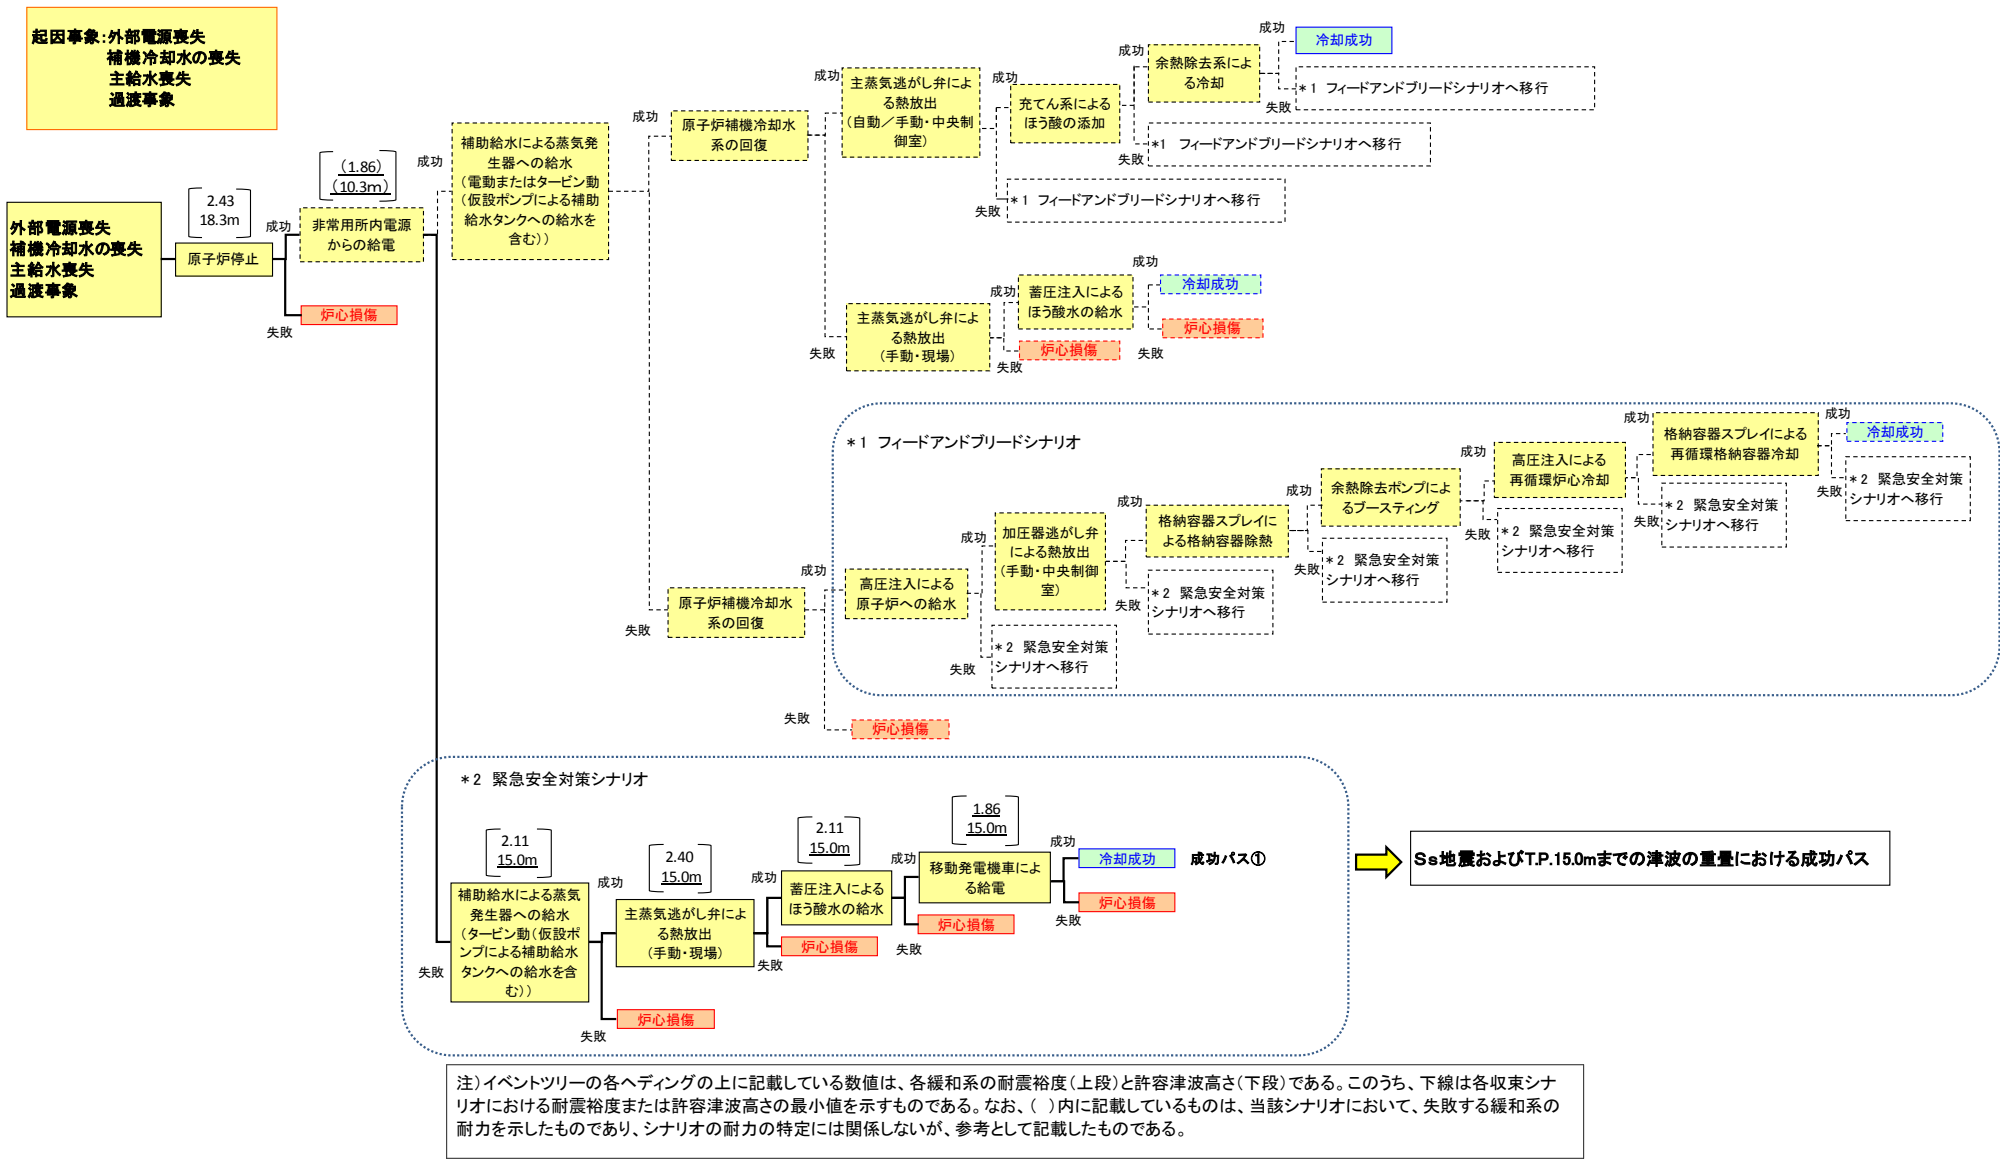 起因事象:外部電源喪失
補機冷却水の喪失
主給水喪失
過渡事象
外部電源喪失
補機冷却水の喪失
主給水喪失
過渡事象
2.43
18.3m
原子炉停止
成功
失敗
炉心損傷
(1.86)
(10.3m)
非常用所内電源
からの給電
成功
失敗
補助給水による蒸気発
生器への給水
(電動またはタービン動
(仮設ポンプによる補助
給水タンクへの給水を
含む))
成功
失敗
原子炉補機冷却水
系の回復
成功
失敗
主蒸気逃がし弁によ
る熱放出
(自動/手動・中央制
御室)
成功
失敗
充てん系による
ほう酸の添加
成功
失敗
余熱除去系によ
る冷却
成功
失敗
冷却成功
*1 フィードアンドブリードシナリオへ移行
*1 フィードアンドブリードシナリオへ移行
*1 フィードアンドブリードシナリオへ移行
主蒸気逃がし弁によ
る熱放出
(手動・現場)
成功
失敗
蓄圧注入による
ほう酸水の給水
炉心損傷
成功
失敗
冷却成功
炉心損傷
原子炉補機冷却水
系の回復
成功
失敗
炉心損傷
*1 フィードアンドブリードシナリオ
高圧注入による
原子炉への給水
成功
失敗
*2 緊急安全対策
シナリオへ移行
加圧器逃がし弁
による熱放出
(手動・中央制御
室)
成功
失敗
*2 緊急安全対策
シナリオへ移行
格納容器スプレイに
よる格納容器除熱
成功
失敗
*2 緊急安全対策
シナリオへ移行
余熱除去ポンプによ
るブースティング
成功
失敗
*2 緊急安全対策
シナリオへ移行
高圧注入による
再循環炉心冷却
成功
失敗
*2 緊急安全対策
シナリオへ移行
格納容器スプレイによる
再循環格納容器冷却
成功
失敗
冷却成功
*2 緊急安全対策
シナリオへ移行
*2 緊急安全対策シナリオ
2.11
15.0m
補助給水による蒸気
発生器への給水
(タービン動(仮設ポ
ンプによる補助給水
タンクへの給水を含
む))
成功
失敗
炉心損傷
2.40
15.0m
主蒸気逃がし弁によ
る熱放出
(手動・現場)
成功
失敗
炉心損傷
2.11
15.0m
蓄圧注入による
ほう酸水の給水
成功
失敗
炉心損傷
1.86
15.0m
移動発電機車によ
る給電
成功
失敗
冷却成功
炉心損傷
成功パス①
Ss地震およびT.P.15.0mまでの津波の重畳における成功パス
注)イベントツリーの各ヘディングの上に記載している数値は、各緩和系の耐震裕度(上段)と許容津波高さ(下段)である。このうち、下線は各収束シナ
リオにおける耐震裕度または許容津波高さの最小値を示すものである。なお、( )内に記載しているものは、当該シナリオにおいて、失敗する緩和系の
耐力を示したものであり、シナリオの耐力の特定には関係しないが、参考として記載したものである。